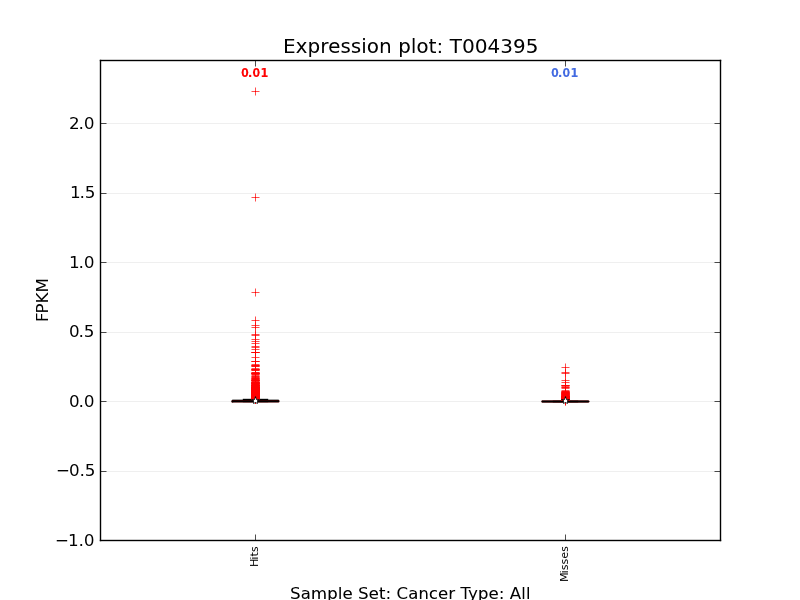 Expression plot: T004395
0.01 0.01
2.0
1.5
1.0
0.5
0.0
−0.5
−1.0
FPKM
Hits
Misses
Sample Set: Cancer Type: All